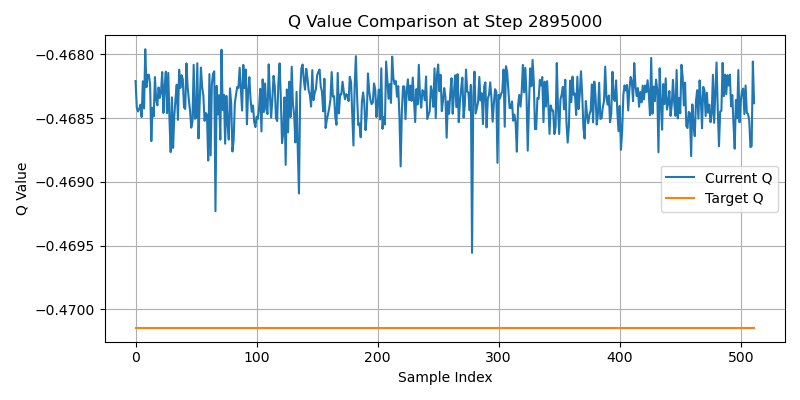 Q Value Comparison at Step 2895000
Q Value
−0.4680
−0.4685
−0.4690
−0.4695
−0.4700
Current Q
Target Q
0 100 200 300 400 500
Sample Index